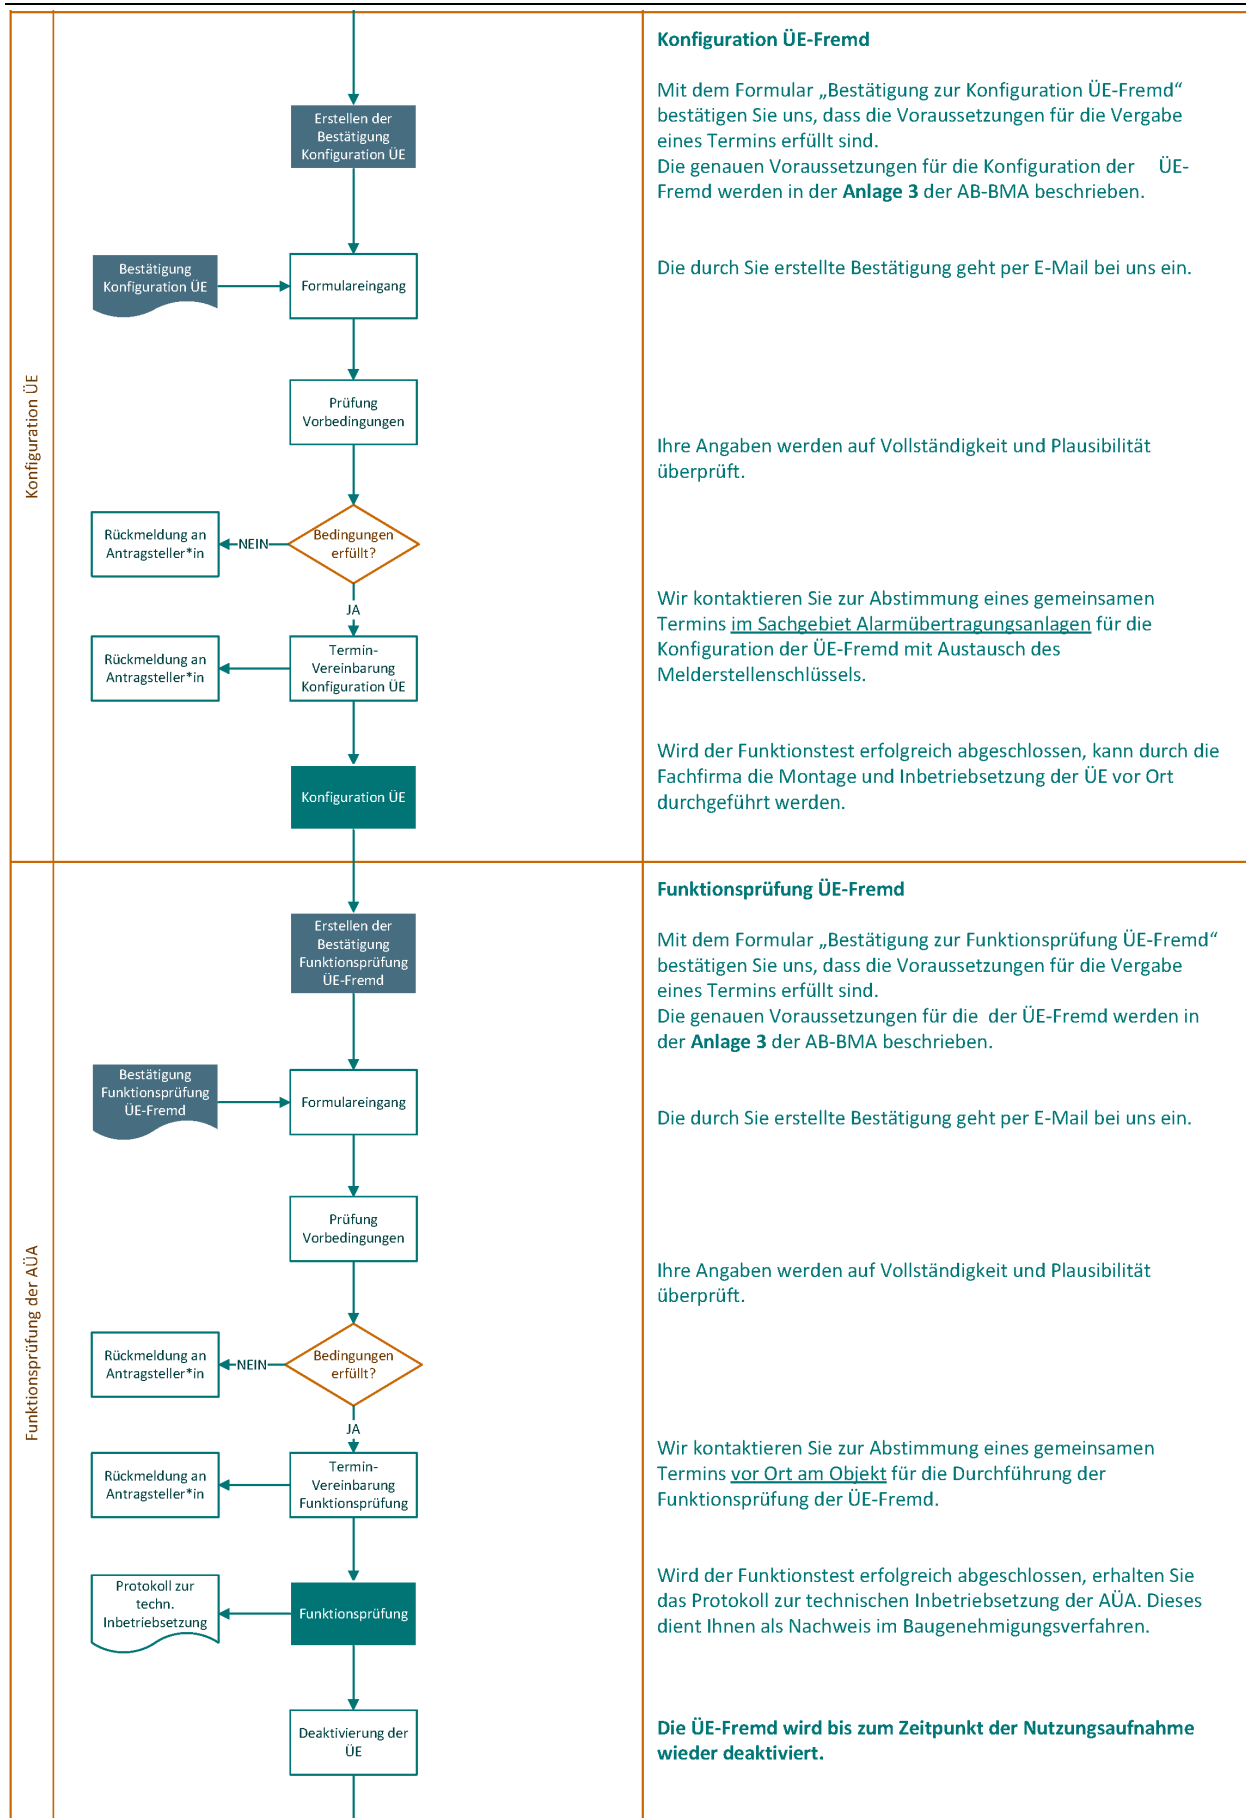 Konfiguration ÜE
Erstellen der
Bestätigung
Konfiguration ÜE
Bestätigung
Konfiguration ÜE
Formulareingang
Prüfung
Vorbedingungen
Bedingungen
erfüllt?
NEIN
Rückmeldung an
Antragsteller*in
JA
Termin-
Vereinbarung
Konfiguration ÜE
Rückmeldung an
Antragsteller*in
Konfiguration ÜE
Konfiguration ÜE-Fremd
Mit dem Formular „Bestätigung zur Konfiguration ÜE-Fremd“
bestätigen Sie uns, dass die Voraussetzungen für die Vergabe
eines Termins erfüllt sind.
Die genauen Voraussetzungen für die Konfiguration der ÜE-
Fremd werden in der Anlage 3 der AB-BMA beschrieben.
Die durch Sie erstellte Bestätigung geht per E-Mail bei uns ein.
Ihre Angaben werden auf Vollständigkeit und Plausibilität
überprüft.
Wir kontaktieren Sie zur Abstimmung eines gemeinsamen
Termins im Sachgebiet Alarmübertragungsanlagen für die
Konfiguration der ÜE-Fremd mit Austausch des
Melderstellenschlüssels.
Wird der Funktionstest erfolgreich abgeschlossen, kann durch die
Fachfirma die Montage und Inbetriebsetzung der ÜE vor Ort
durchgeführt werden.
Funktionsprüfung der AÜA
Erstellen der
Bestätigung
Funktionsprüfung
ÜE-Fremd
Bestätigung
Funktionsprüfung
ÜE-Fremd
Formulareingang
Prüfung
Vorbedingungen
Bedingungen
erfüllt?
NEIN
Rückmeldung an
Antragsteller*in
JA
Termin-
Vereinbarung
Funktionsprüfung
Rückmeldung an
Antragsteller*in
Funktionsprüfung
Protokoll zur
techn.
Inbetriebsetzung
Deaktivierung der
ÜE
Funktionsprüfung ÜE-Fremd
Mit dem Formular „Bestätigung zur Funktionsprüfung ÜE-Fremd“
bestätigen Sie uns, dass die Voraussetzungen für die Vergabe
eines Termins erfüllt sind.
Die genauen Voraussetzungen für die der ÜE-Fremd werden in
der Anlage 3 der AB-BMA beschrieben.
Die durch Sie erstellte Bestätigung geht per E-Mail bei uns ein.
Ihre Angaben werden auf Vollständigkeit und Plausibilität
überprüft.
Wir kontaktieren Sie zur Abstimmung eines gemeinsamen
Termins vor Ort am Objekt für die Durchführung der
Funktionsprüfung der ÜE-Fremd.
Wird der Funktionstest erfolgreich abgeschlossen, erhalten Sie
das Protokoll zur technischen Inbetriebsetzung der AÜA. Dieses
dient Ihnen als Nachweis im Baugenehmigungsverfahren.
Die ÜE-Fremd wird bis zum Zeitpunkt der Nutzungsaufnahme
wieder deaktiviert.